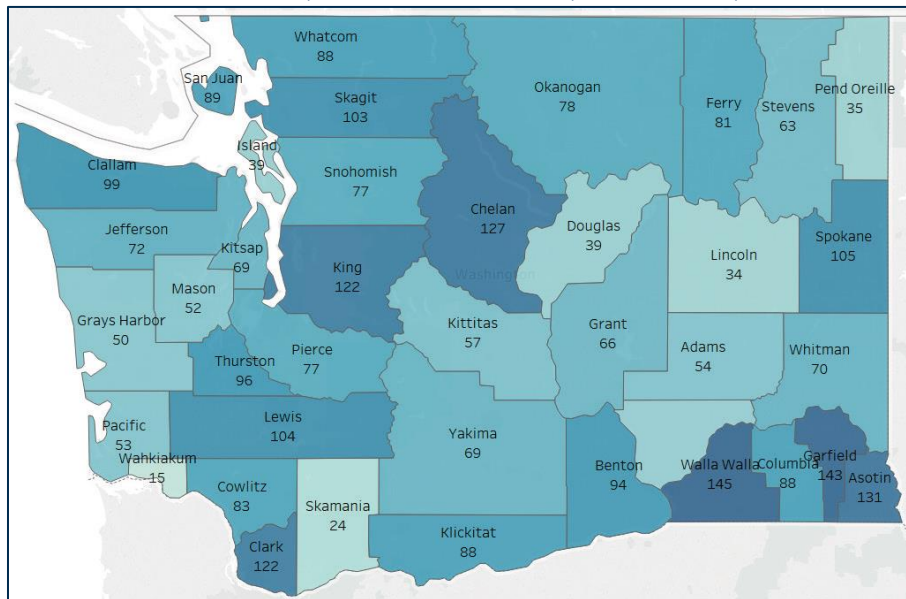 Whatcom
88
San Juan
89
Skagit
103
Okanogan
78
Ferry
81
Stevens
63
Pend Oreille
35
Island
39
Clallam
99
Snohomish
77
Chelan
127
Douglas
39
Jefferson
72
Kitsap
69
King
122
Washington
Lincoln
34
Spokane
105
Mason
52
Grays Harbor
50
Kittitas
57
Grant
66
Adams
54
Whitman
70
Thurston
96
Pierce
77
Lewis
104
Pacific
53
Yakima
69
Benton
94
Walla Walla
145
Columbia
88
Garfield
143
Asotin
131
Wahkiakum
15
Cowlitz
83
Skamania
24
Klickitat
88
Clark
122